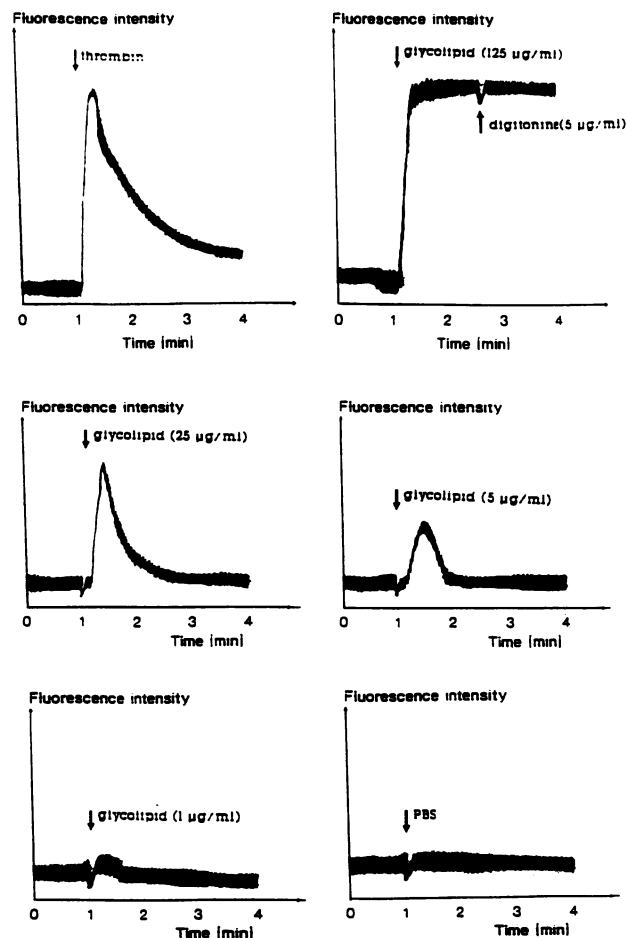 Fluorescence intensity
thrombin
0 1 2 3 4
Time (min)
Fluorescence intensity
glycolipid (125 μg/ml)
digitonine(5 μg/ml)
0 1 2 3 4
Time (min)
Fluorescence intensity
glycolipid (25 μg/ml)
0 1 2 3 4
Time (min)
Fluorescence intensity
glycolipid (5 μg/ml)
0 1 2 3 4
Time (min)
Fluorescence intensity
glycolipid (1 μg/ml)
0 1 2 3 4
Time (min)
Fluorescence intensity
PBS
0 1 2 3 4
Time (min)